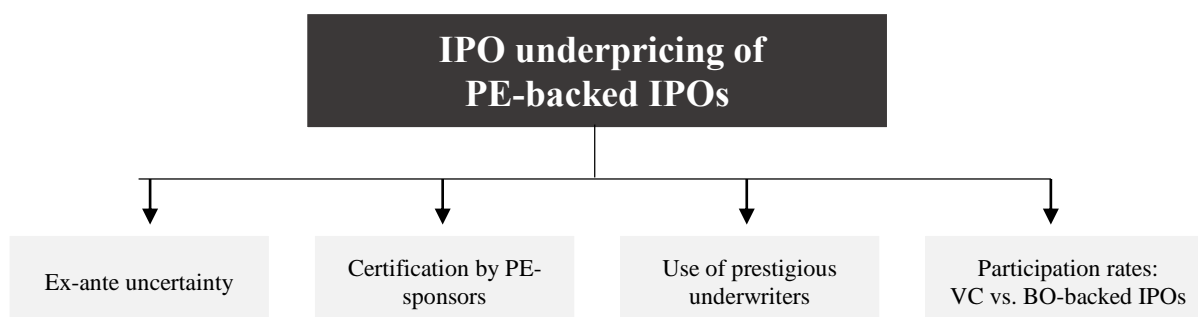 IPO underpricing of
PE-backed IPOs
Ex-ante uncertainty
Certification by PE-
sponsors
Use of prestigious
underwriters
Participation rates:
VC vs. BO-backed IPOs